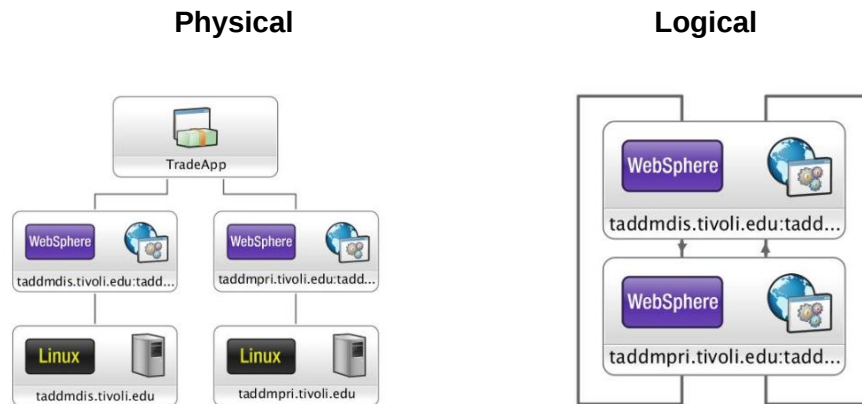 Physical
Logical
TradeApp
WebSphere
taddmdis.tivoli.edu:tadd...
WebSphere
taddmpri.tivoli.edu:tadd...
Linux
taddmdis.tivoli.edu
Linux
taddmpri.tivoli.edu
WebSphere
taddmdis.tivoli.edu:tadd...
WebSphere
taddmpri.tivoli.edu:tadd...